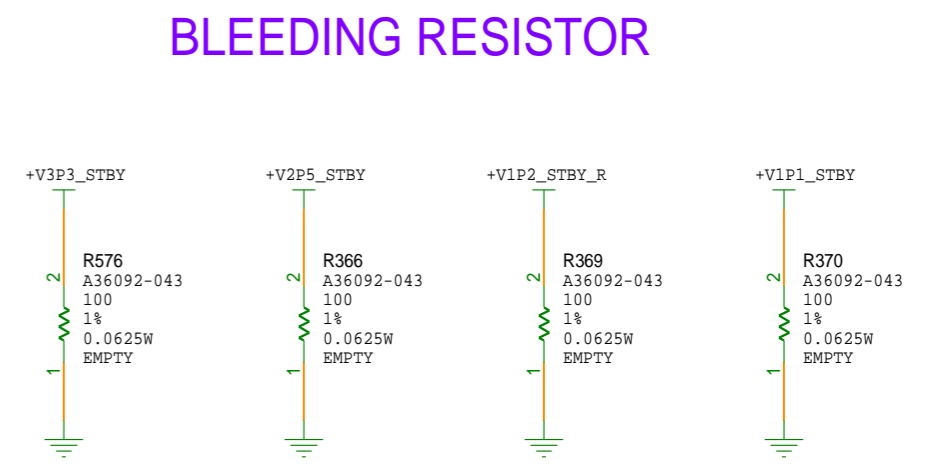 BLEEDING RESISTOR
+V3P3_STBY
2
R576
A36092-043
100
1%
0.0625W
EMPTY
1
+V2P5_STBY
2
R366
A36092-043
100
1%
0.0625W
EMPTY
1
+V1P2_STBY_R
2
R369
A36092-043
100
1%
0.0625W
EMPTY
1
+V1P1_STBY
2
R370
A36092-043
100
1%
0.0625W
EMPTY
1